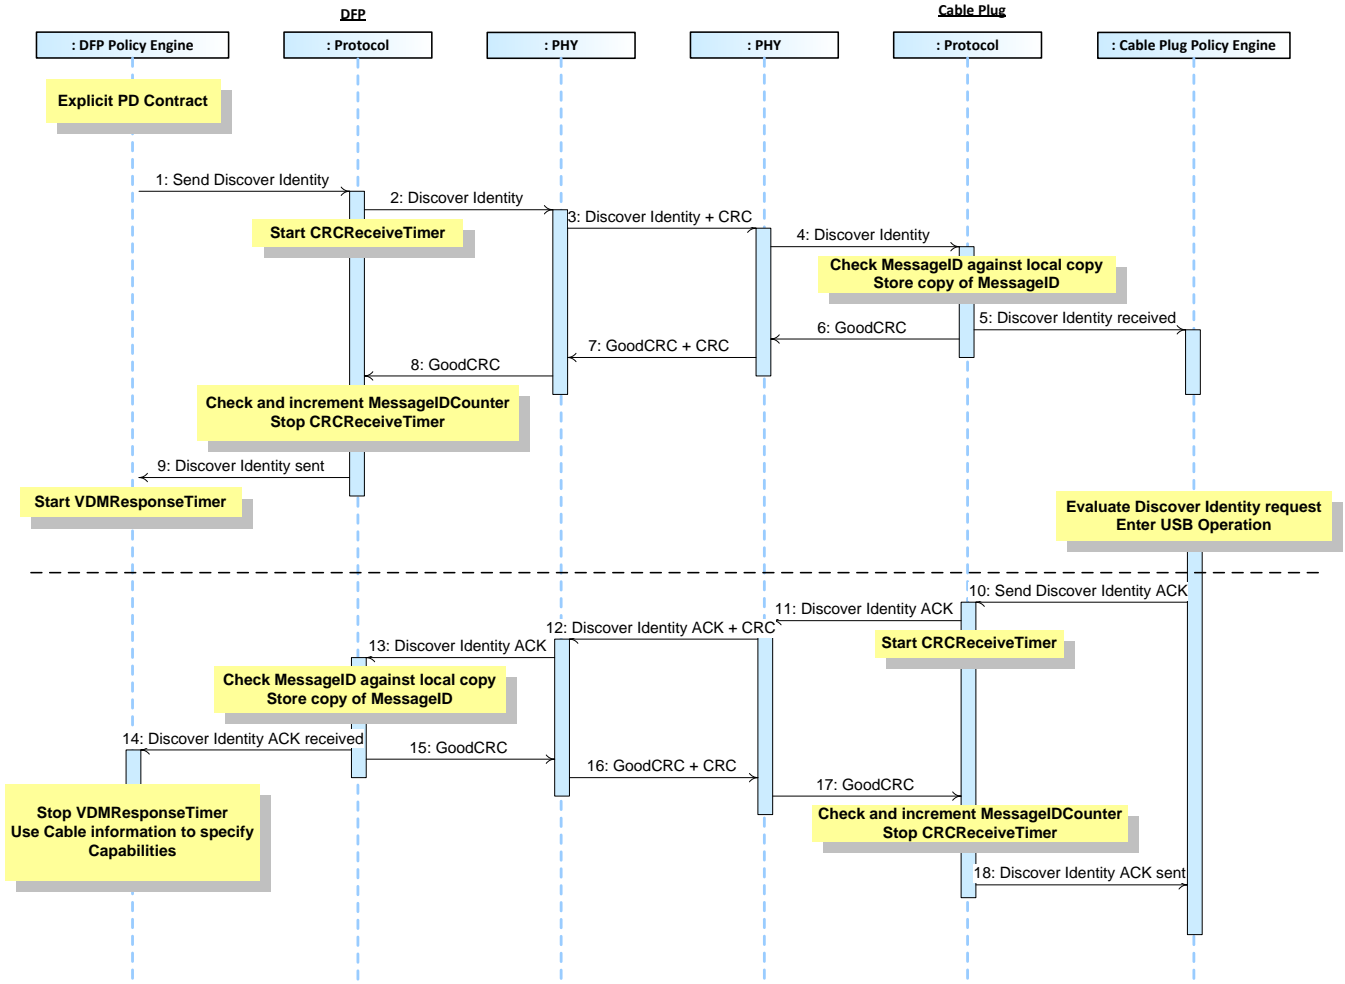 DFP
Cable Plug
: DFP Policy Engine
: Protocol
: PHY
: PHY
: Protocol
: Cable Plug Policy Engine
Explicit PD Contract
1: Send Discover Identity
2: Discover Identity
3: Discover Identity + CRC
Start CRCReceiveTimer
4: Discover Identity
Check MessageID against local copy
Store copy of MessageID
5: Discover Identity received
6: GoodCRC
7: GoodCRC + CRC
8: GoodCRC
Check and increment MessageIDCounter
Stop CRCReceiveTimer
9: Discover Identity sent
Start VDMResponseTimer
Evaluate Discover Identity request
Enter USB Operation
10: Send Discover Identity ACK
11: Discover Identity ACK
12: Discover Identity ACK + CRC
Start CRCReceiveTimer
13: Discover Identity ACK
Check MessageID against local copy
Store copy of MessageID
14: Discover Identity ACK received
15: GoodCRC
16: GoodCRC + CRC
17: GoodCRC
Stop VDMResponseTimer
Use Cable information to specify
Capabilities
Check and increment MessageIDCounter
Stop CRCReceiveTimer
18: Discover Identity ACK sent